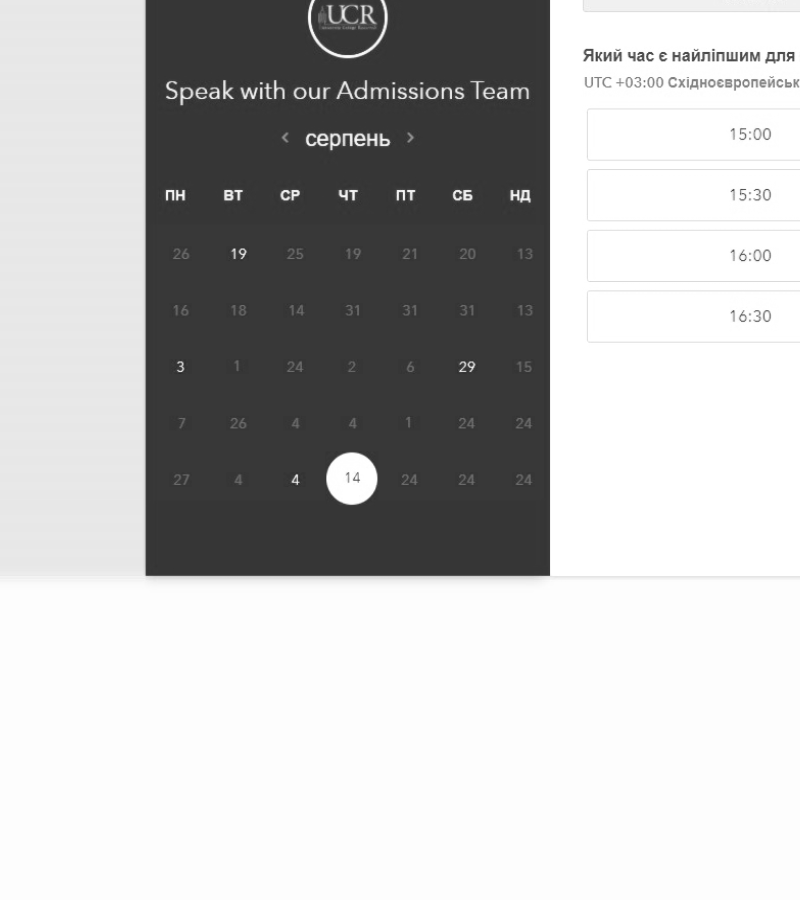 UCR
Speak with our Admissions Team
серпень
ПН ВТ СР ЧТ ПТ СБ НД
26 19 25 19 21 20 13
16 18 14 31 31 31 13
3 1 24 2 6 29 15
7 26 4 4 1 24 24
27 4 4 14 24 24 24
Який час є найліпшим для
UTC +03:00 Східноєвропейськ
15:00
15:30
16:00
16:30